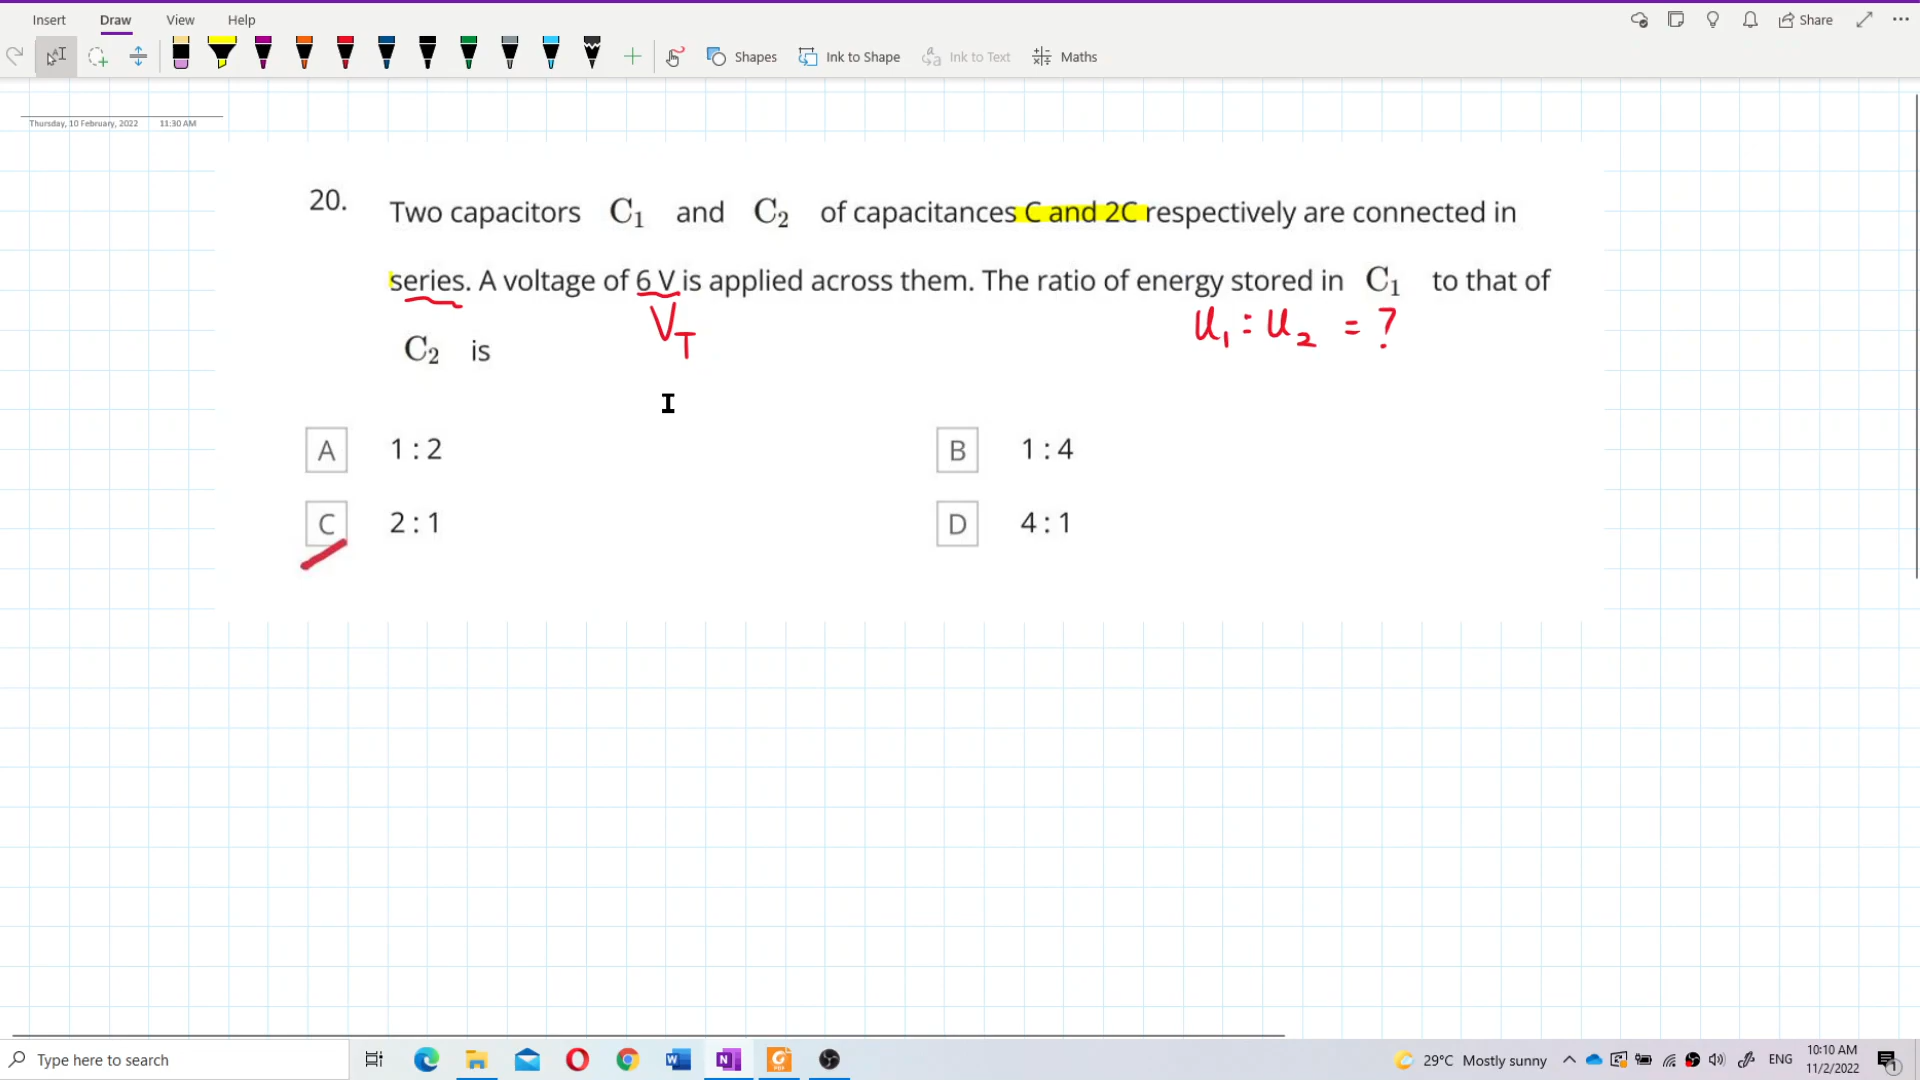 Insert Draw View Help
Share
Shapes Ink to Shape Ink to Text Maths
Thursday, 10 February, 2022 11:30 AM
20. Two capacitors C₁ and C₂ of capacitances C and 2C respectively are connected in
series. A voltage of 6 V is applied across them. The ratio of energy stored in C₁ to that of
V_T
U₁ : U₂ = ?
C₂ is
A 1 : 2
B 1 : 4
C 2 : 1
D 4 : 1
Type here to search
29°C Mostly sunny
ENG
10:10 AM
11/2/2022
1